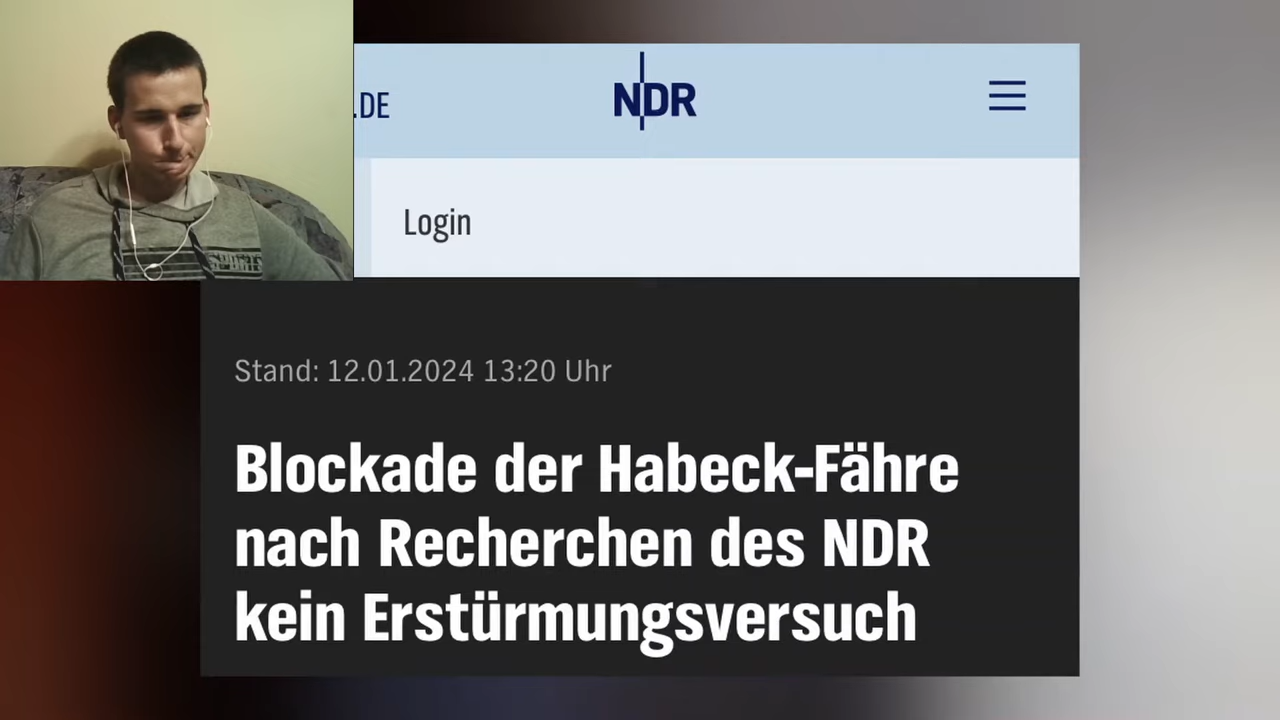 .DE
NDR
Login
Stand: 12.01.2024 13:20 Uhr
Blockade der Habeck-Fähre
nach Recherchen des NDR
kein Erstürmungsversuch
SPORTS